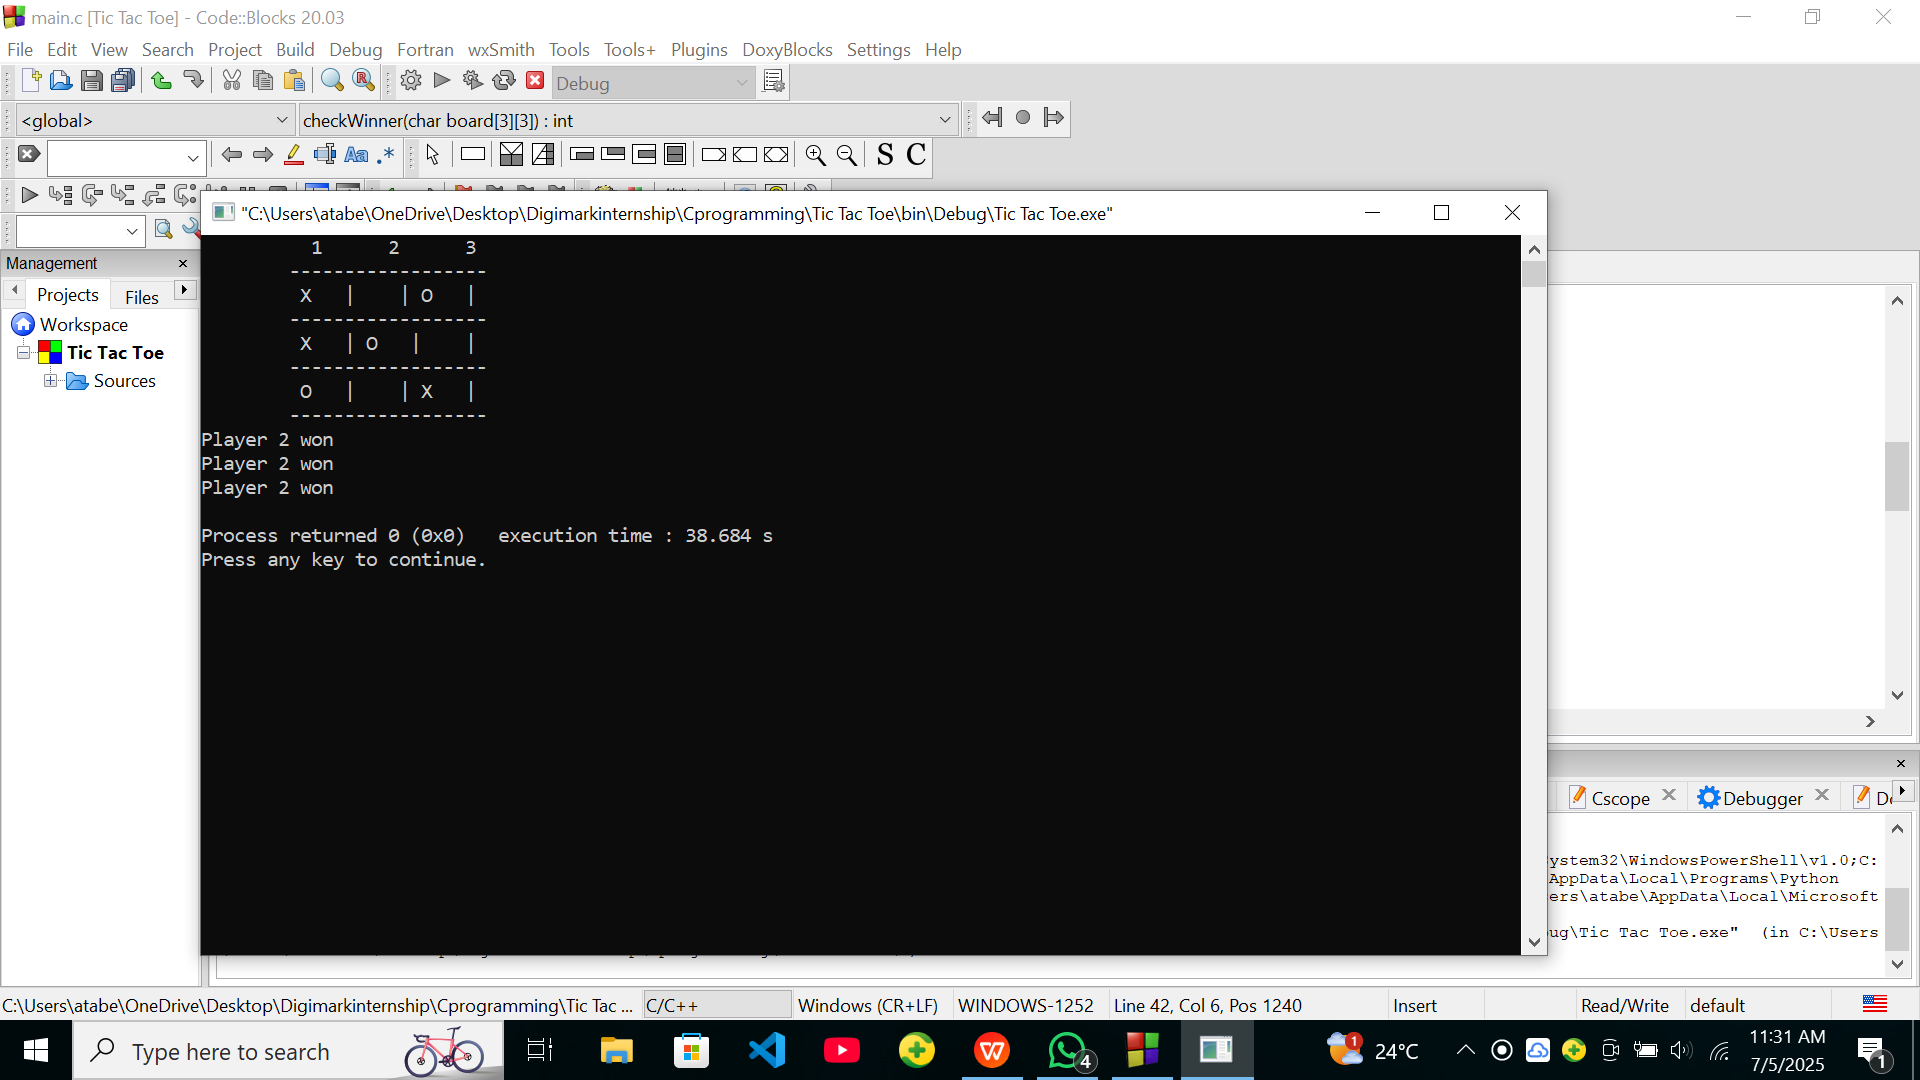 main.c [Tic Tac Toe] - Code::Blocks 20.03
File Edit View Search Project Build Debug Fortran wxSmith Tools Tools+ Plugins DoxyBlocks Settings Help
Debug
<global>
checkWinner(char board[3][3]) : int
Aa .*
S C
"C:\Users\atabe\OneDrive\Desktop\Digimarkinternship\Cprogramming\Tic Tac Toe\bin\Debug\Tic Tac Toe.exe"
Management
Projects Files
Workspace
Tic Tac Toe
Sources
1 2 3
------------------
X | | O |
------------------
X | O | |
------------------
O | | X |
------------------
Player 2 won
Player 2 won
Player 2 won
Process returned 0 (0x0) execution time : 38.684 s
Press any key to continue.
Cscope Debugger
ystem32\WindowsPowerShell\v1.0;C:
AppData\Local\Programs\Python
ers\atabe\AppData\Local\Microsoft
ug\Tic Tac Toe.exe" (in C:\Users
C:\Users\atabe\OneDrive\Desktop\Digimarkinternship\Cprogramming\Tic Tac ... C/C++ Windows (CR+LF) WINDOWS-1252 Line 42, Col 6, Pos 1240 Insert Read/Write default
Type here to search
4
1
24°C
11:31 AM
7/5/2025
1